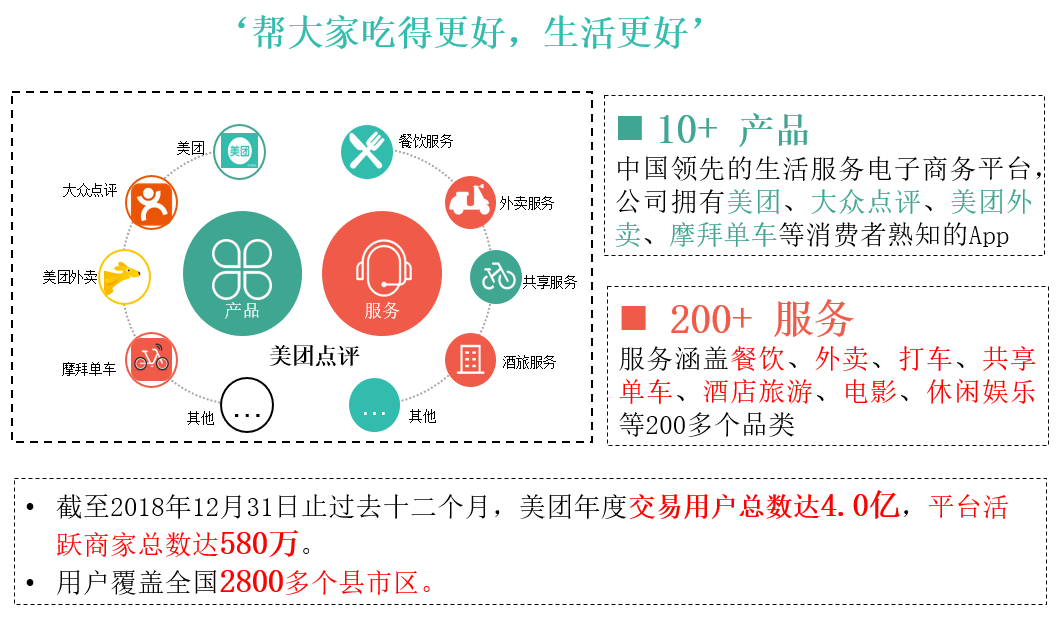 ‘帮大家吃得更好，生活更好’
美团
美团
大众点评
美团外卖
摩拜单车
其他
...
产品
服务
美团点评
餐饮服务
外卖服务
共享服务
酒旅服务
...
其他
■ 10+ 产品
中国领先的生活服务电子商务平台，
公司拥有美团、大众点评、美团外
卖、摩拜单车等消费者熟知的App
■ 200+ 服务
服务涵盖餐饮、外卖、打车、共享
单车、酒店旅游、电影、休闲娱乐
等200多个品类
• 截至2018年12月31日止过去十二个月，美团年度交易用户总数达4.0亿，平台活
跃商家总数达580万。
• 用户覆盖全国2800多个县市区。